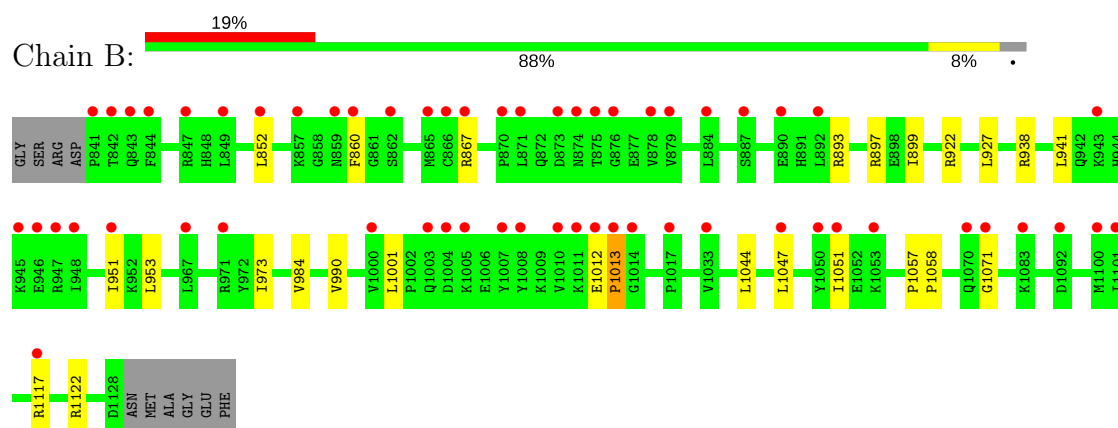 19%
Chain B:
88% 8% •
GLY SER ARG ASP P841 T842 Q843 F844 R847 H848 L849 L852 K857 G858 N859 F860 G861 S862 M865 C866 R867 P870 L871 Q872 D873 N874 T875 G876 E877 V878 V879 L884 S887 E890 H891 L892 R893 R897 E898 I899 R922 L927 R938 L941 Q942 K943 H944
K945 E946 R947 I948 I951 K952 L953 L967 R971 Y972 I973 V984 V990 V1000 L1001 P1002 Q1003 D1004 K1005 E1006 Y1007 Y1008 K1009 V1010 K1011 E1012 P1013 G1014 P1017 V1033 L1044 L1047 Y1050 I1051 E1052 K1053 P1057 P1058 Q1070 G1071 K1083 D1092 M1100 I1101
R1117 R1122 D1128 ASN MET ALA GLY GLU PHE